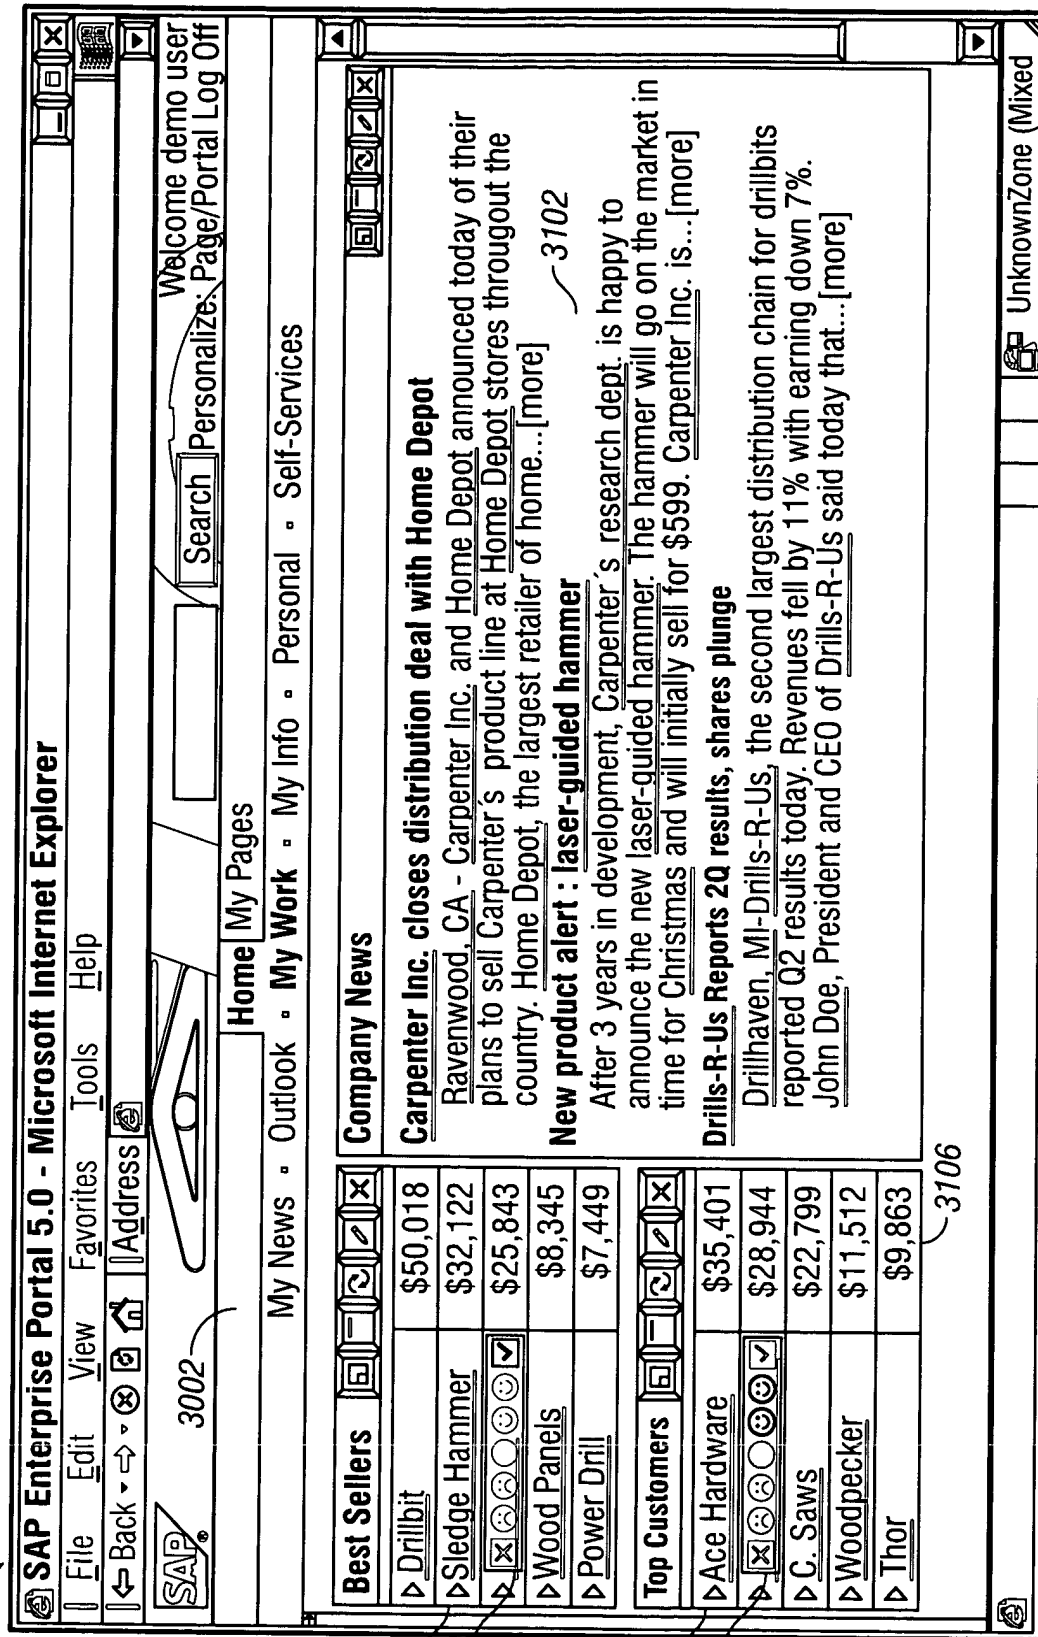 SAP Enterprise Portal 5.0 - Microsoft Internet Explorer
File Edit View Favorites Tools Help
Back Address
SAP ®
3002
Search
Welcome demo user
Personalize: Page/Portal Log Off
Home My Pages
My News Outlook My Work My Info Personal Self-Services
Best Sellers
Drillbit $50,018
Sledge Hammer $32,122
$25,843
Wood Panels $8,345
Power Drill $7,449
Top Customers
Ace Hardware $35,401
$28,944
C. Saws $22,799
Woodpecker $11,512
Thor $9,863
3106
Company News
Carpenter Inc. closes distribution deal with Home Depot
Ravenwood, CA - Carpenter Inc. and Home Depot announced today of their
plans to sell Carpenter´s product line at Home Depot stores througout the
country. Home Depot, the largest retailer of home...[more]
3102
New product alert : laser-guided hammer
After 3 years in development, Carpenter´s research dept. is happy to
announce the new laser-guided hammer. The hammer will go on the market in
time for Christmas and will initially sell for $599. Carpenter Inc. is...[more]
Drills-R-Us Reports 2Q results, shares plunge
Drillhaven, MI-Drills-R-Us, the second largest distribution chain for drillbits
reported Q2 results today. Revenues fell by 11% with earning down 7%.
John Doe, President and CEO of Drills-R-Us said today that...[more]
UnknownZone (Mixed